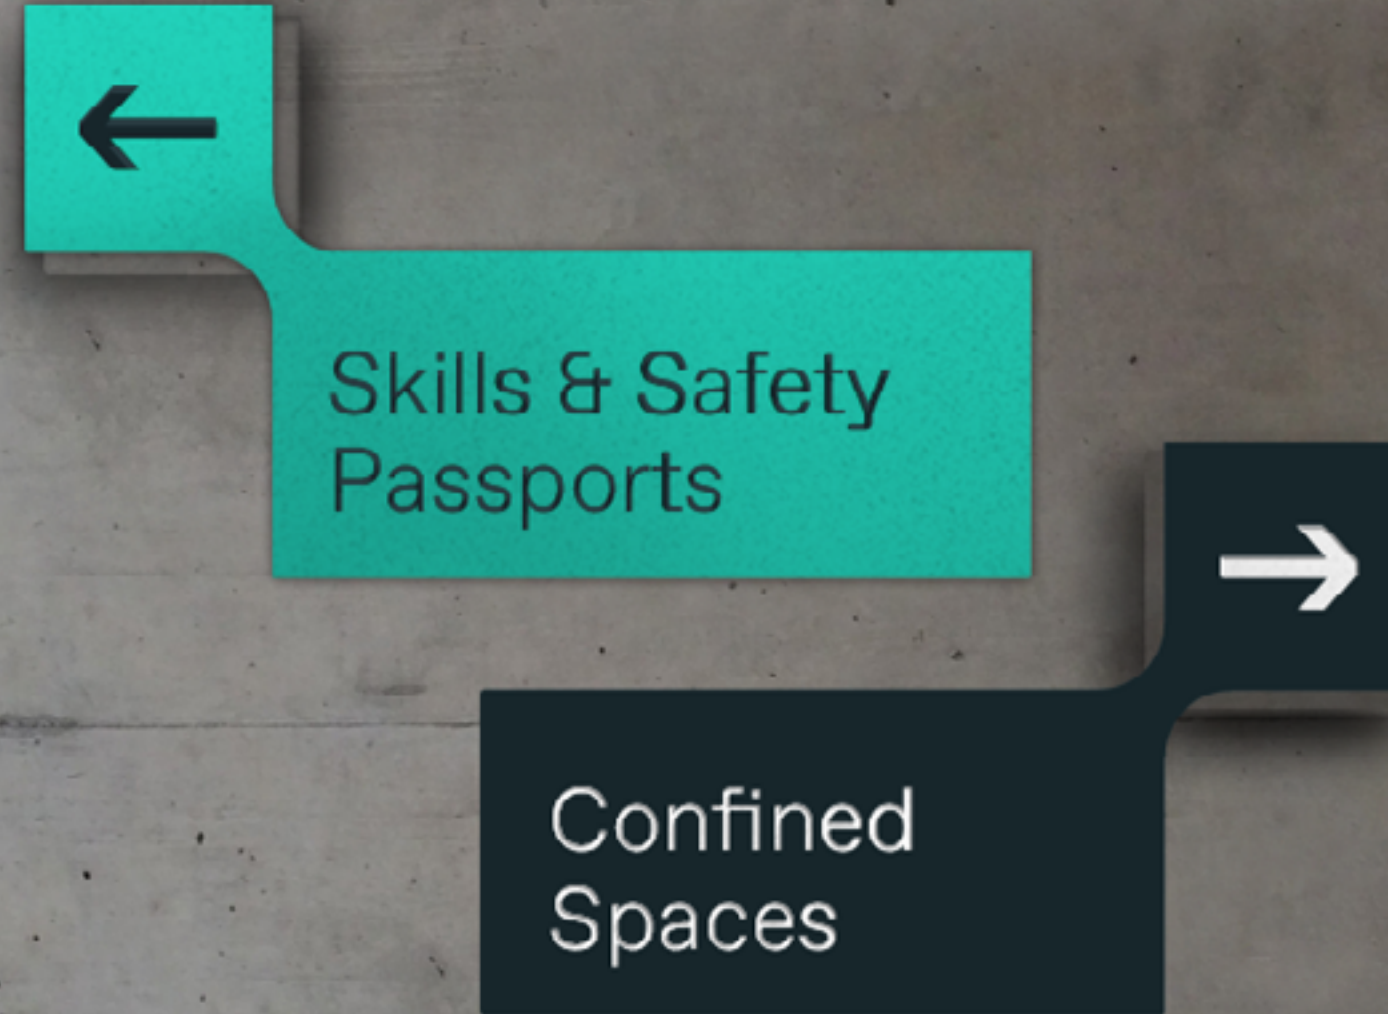 ←
Skills & Safety
Passports
→
Confined
Spaces